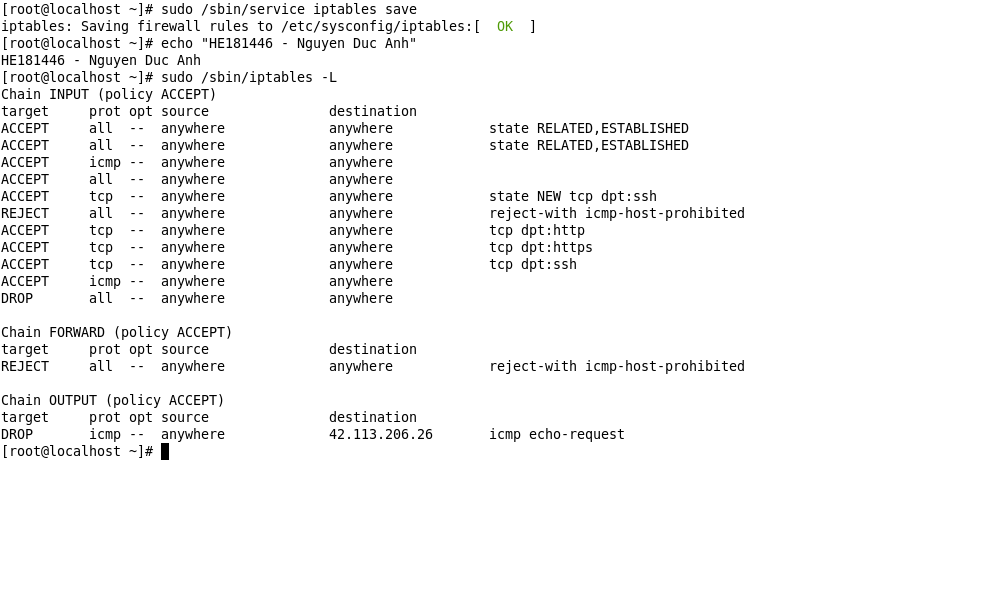 [root@localhost ~]# sudo /sbin/service iptables save
iptables: Saving firewall rules to /etc/sysconfig/iptables:[  OK  ]
[root@localhost ~]# echo "HE181446 - Nguyen Duc Anh"
HE181446 - Nguyen Duc Anh
[root@localhost ~]# sudo /sbin/iptables -L
Chain INPUT (policy ACCEPT)
target     prot opt source               destination
ACCEPT     all  --  anywhere             anywhere            state RELATED,ESTABLISHED
ACCEPT     all  --  anywhere             anywhere            state RELATED,ESTABLISHED
ACCEPT     icmp --  anywhere             anywhere
ACCEPT     all  --  anywhere             anywhere
ACCEPT     tcp  --  anywhere             anywhere            state NEW tcp dpt:ssh
REJECT     all  --  anywhere             anywhere            reject-with icmp-host-prohibited
ACCEPT     tcp  --  anywhere             anywhere            tcp dpt:http
ACCEPT     tcp  --  anywhere             anywhere            tcp dpt:https
ACCEPT     tcp  --  anywhere             anywhere            tcp dpt:ssh
ACCEPT     icmp --  anywhere             anywhere
DROP       all  --  anywhere             anywhere

Chain FORWARD (policy ACCEPT)
target     prot opt source               destination
REJECT     all  --  anywhere             anywhere            reject-with icmp-host-prohibited

Chain OUTPUT (policy ACCEPT)
target     prot opt source               destination
DROP       icmp --  anywhere             42.113.206.26       icmp echo-request
[root@localhost ~]#